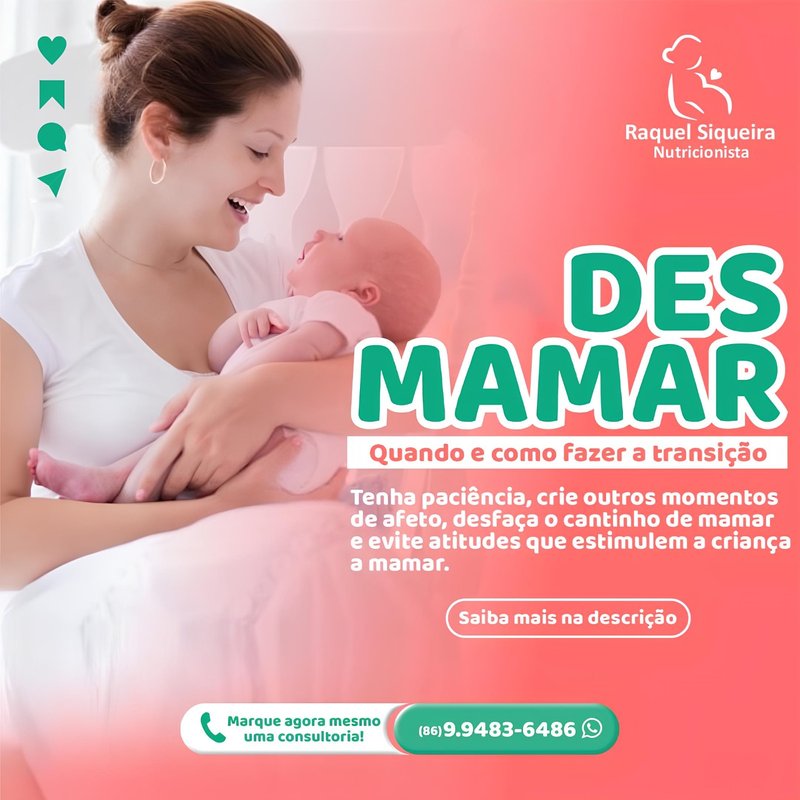 Raquel Siqueira
Nutricionista
DES
MAMAR
Quando e como fazer a transição
Tenha paciência, crie outros momentos
de afeto, desfaça o cantinho de mamar
e evite atitudes que estimulem a criança
a mamar.
Saiba mais na descrição
Marque agora mesmo
uma consultoria!
(86)9.9483-6486